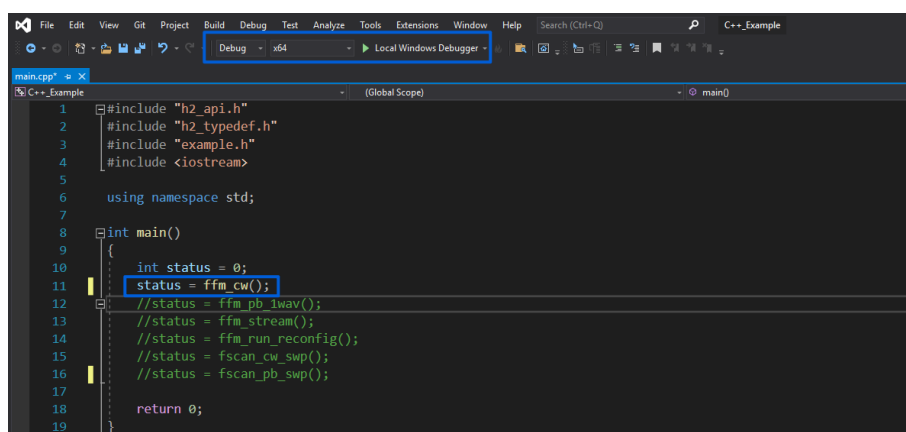 File Edit View Git Project Build Debug Test Analyze Tools Extensions Window Help Search (Ctrl+Q) C++_Example
Debug x64 Local Windows Debugger
main.cpp*
C++_Example (Global Scope) main()
1 #include "h2_api.h"
2 #include "h2_typedef.h"
3 #include "example.h"
4 #include <iostream>
5
6 using namespace std;
7
8 int main()
9 {
10 int status = 0;
11 status = ffm_cw();
12 //status = ffm_pb_1wav();
13 //status = ffm_stream();
14 //status = ffm_run_reconfig();
15 //status = fscan_cw_swp();
16 //status = fscan_pb_swp();
17
18 return 0;
19 }